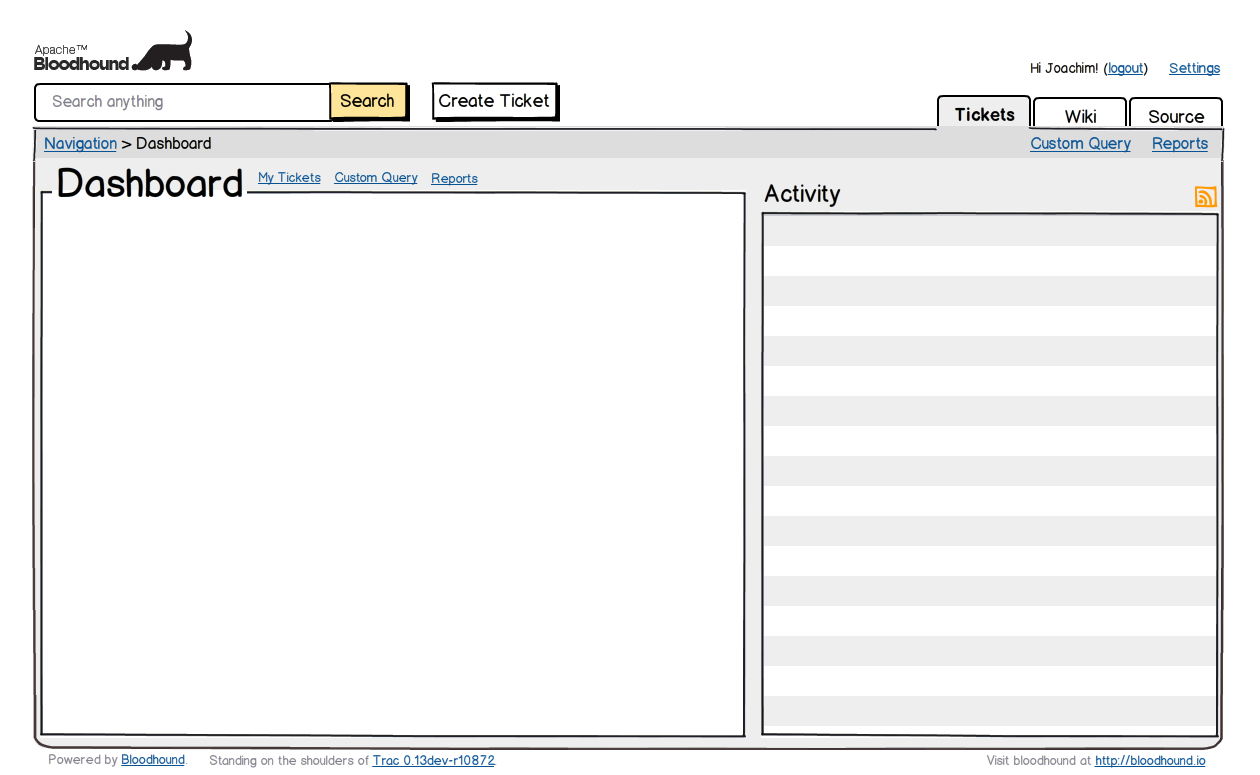 Apache™
Bloodhound
Hi Joachim! (logout) Settings
Search anything Search Create Ticket
Tickets Wiki Source
Navigation > Dashboard Custom Query Reports
Dashboard My Tickets Custom Query Reports
Activity
Powered by Bloodhound. Standing on the shoulders of Trac 0.13dev-r10872 Visit bloodhound at http://bloodhound.io